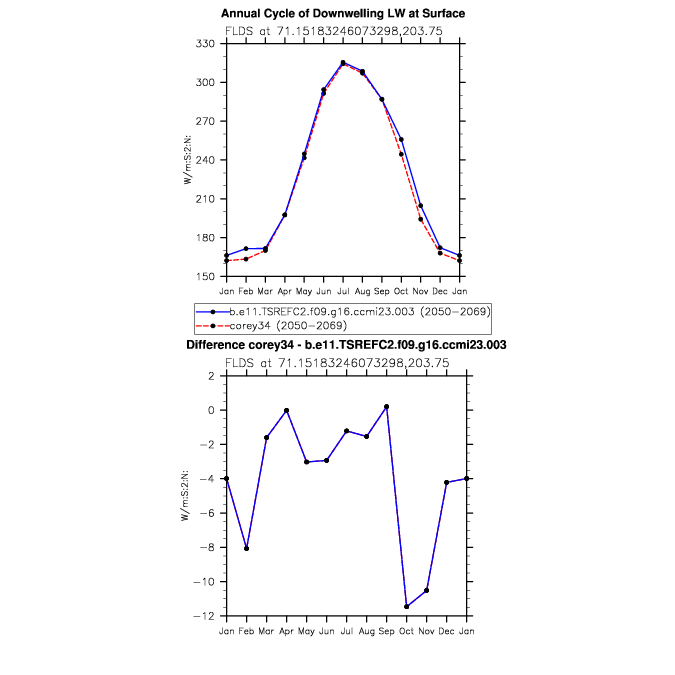 Annual Cycle of Downwelling LW at Surface
FLDS at 71.15183246073298,203.75
330
300
270
240
210
180
150
W/m:S:2:N:
Jan Feb Mar Apr May Jun Jul Aug Sep Oct Nov Dec Jan
b.e11.TSREFC2.f09.g16.ccmi23.003 (2050-2069)
corey34 (2050-2069)
Difference corey34 - b.e11.TSREFC2.f09.g16.ccmi23.003
FLDS at 71.15183246073298,203.75
2
0
-2
-4
-6
-8
-10
-12
W/m:S:2:N:
Jan Feb Mar Apr May Jun Jul Aug Sep Oct Nov Dec Jan